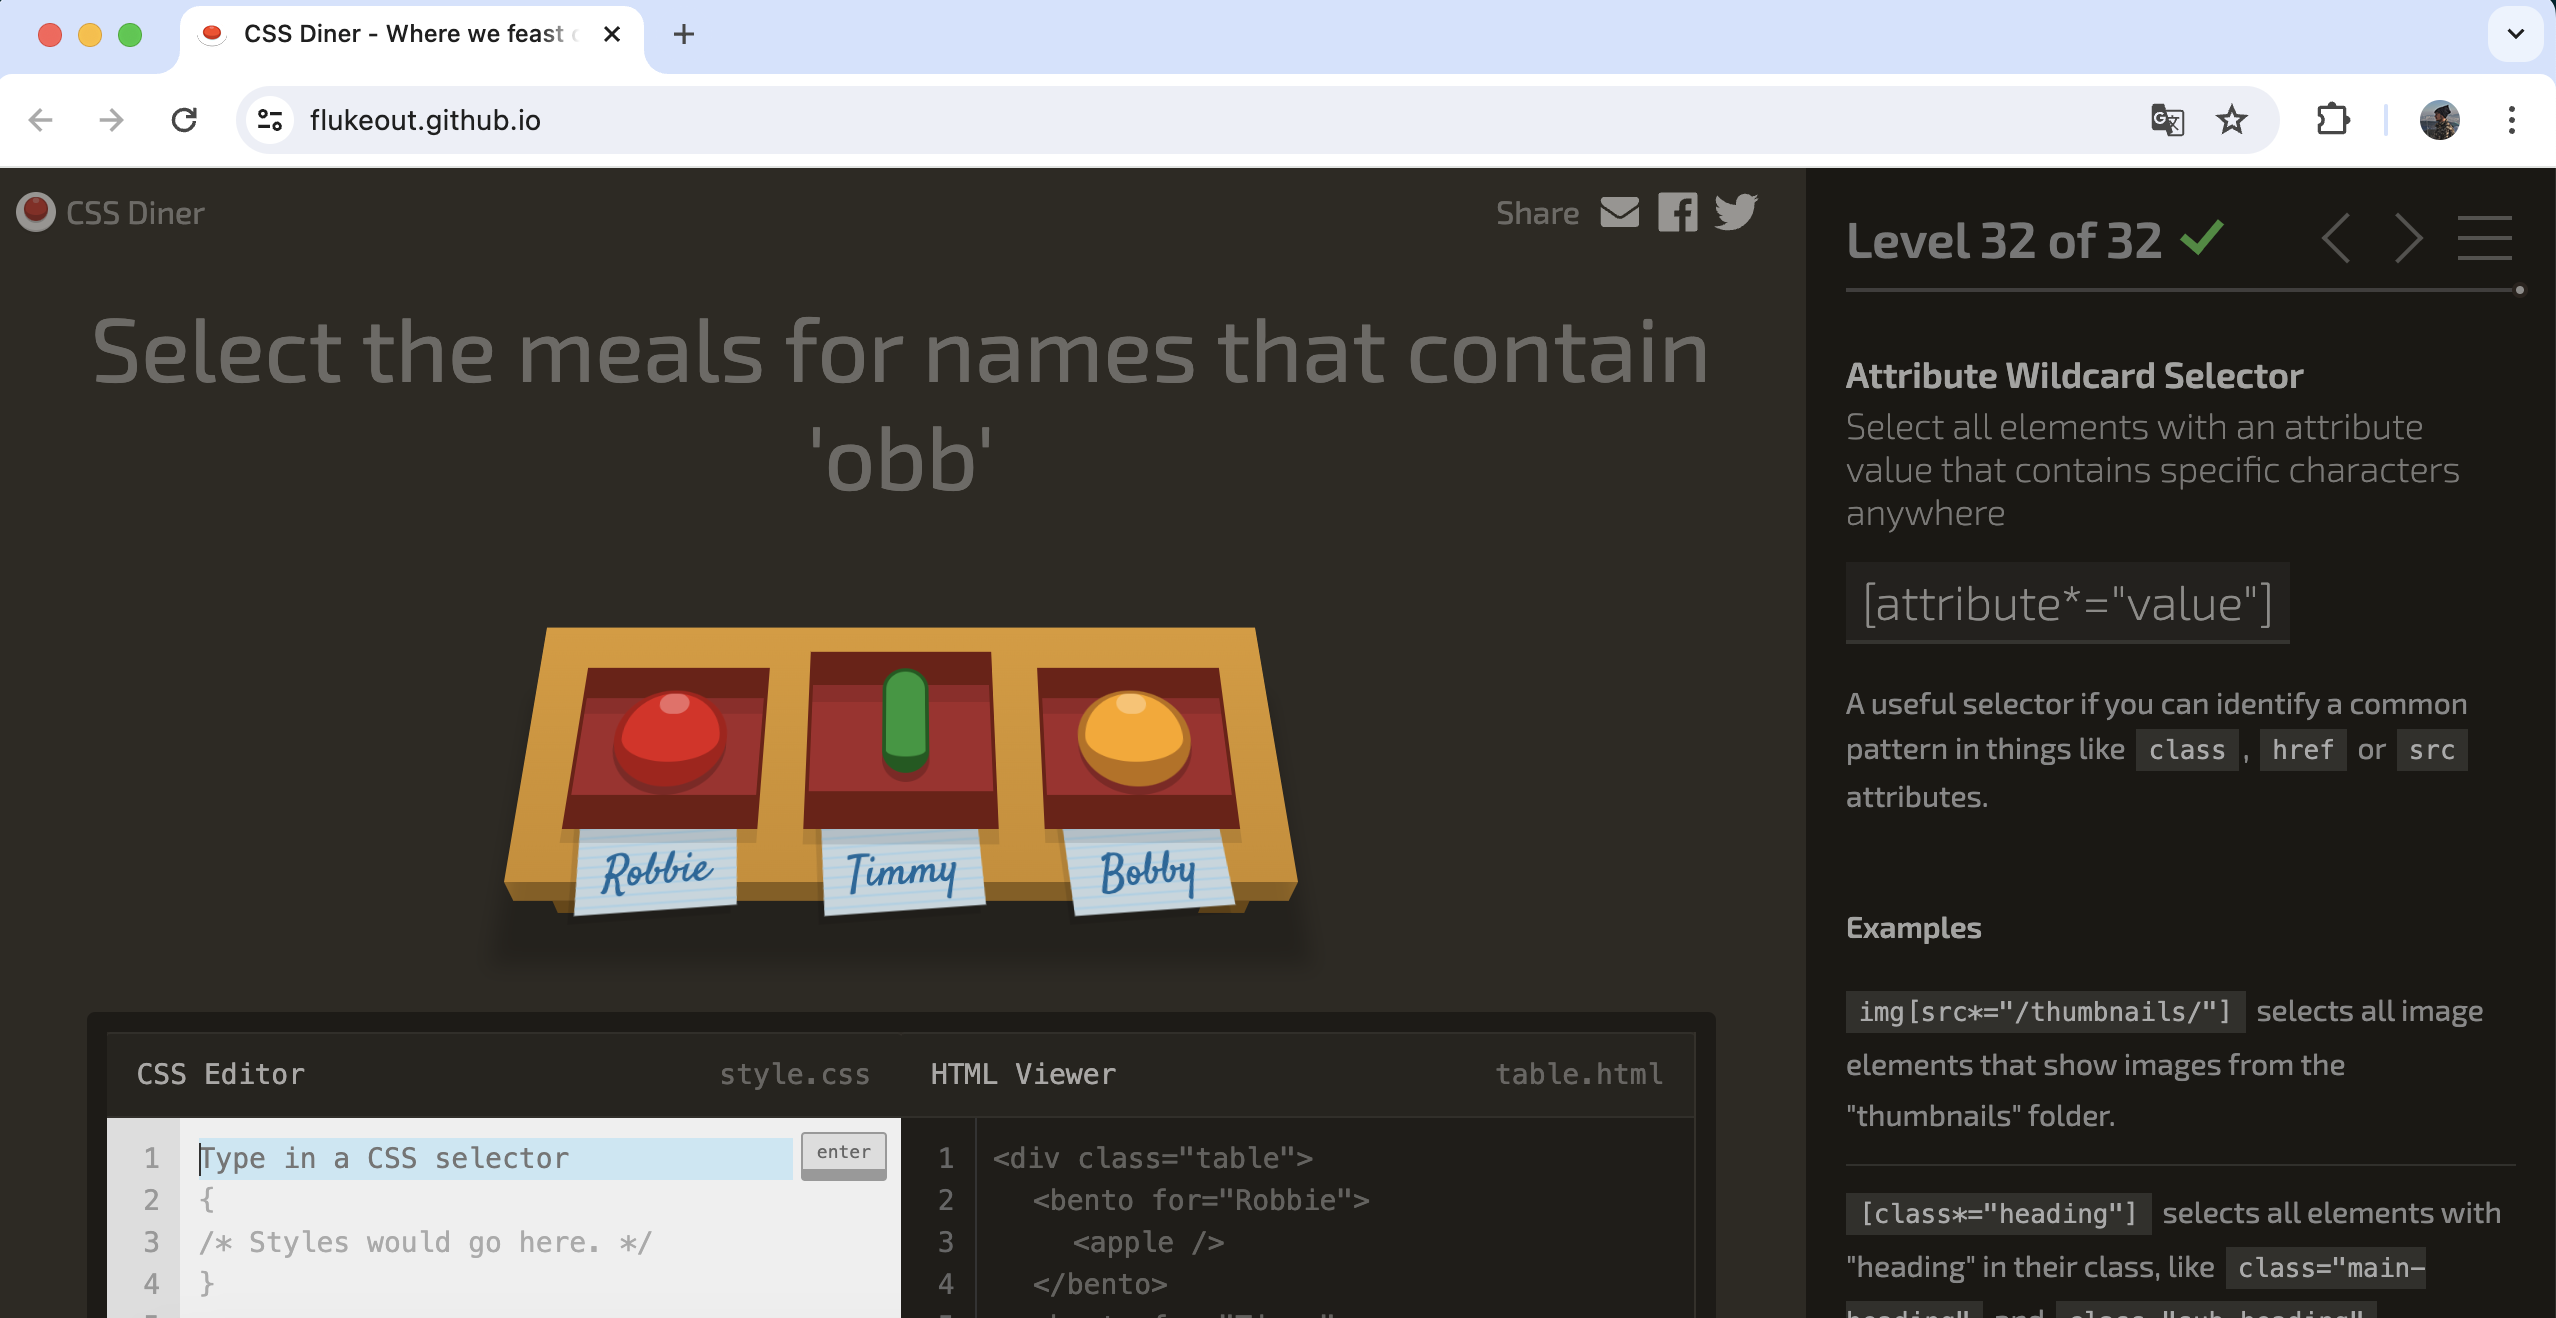 CSS Diner - Where we feast
flukeout.github.io
CSS Diner
Share
Select the meals for names that contain
'obb'
Robbie
Timmy
Bobby
CSS Editor
style.css
1 Type in a CSS selector
enter
2 {
3 /* Styles would go here. */
4 }
HTML Viewer
table.html
1 <div class="table">
2 <bento for="Robbie">
3 <apple />
4 </bento>
Level 32 of 32
Attribute Wildcard Selector
Select all elements with an attribute
value that contains specific characters
anywhere
[attribute*="value"]
A useful selector if you can identify a common
pattern in things like class, href or src
attributes.
Examples
img[src*="/thumbnails/"] selects all image
elements that show images from the
"thumbnails" folder.
[class*="heading"] selects all elements with
"heading" in their class, like class="main-
heading" and class="sub-heading"